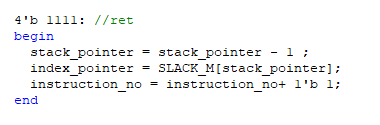 4'b 1111: //ret
begin
stack_pointer = stack_pointer - 1 ;
index_pointer = SLACK_M[stack_pointer];
instruction_no = instruction_no+ 1'b 1;
end